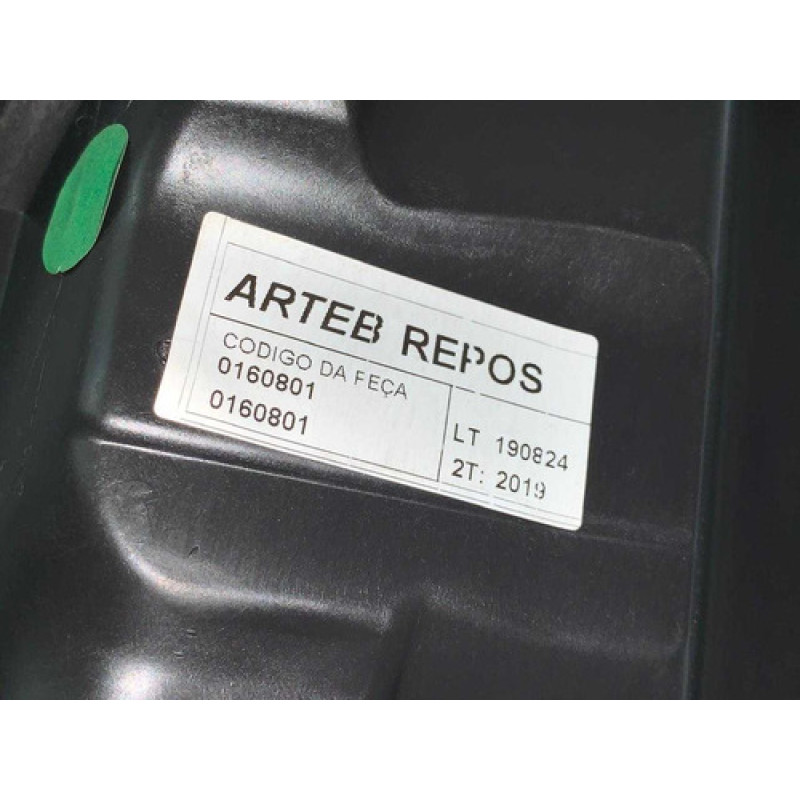 ARTEB REPOS
CODIGO DA FEÇA
0160801
0160801
LT 190824
2T: 2019